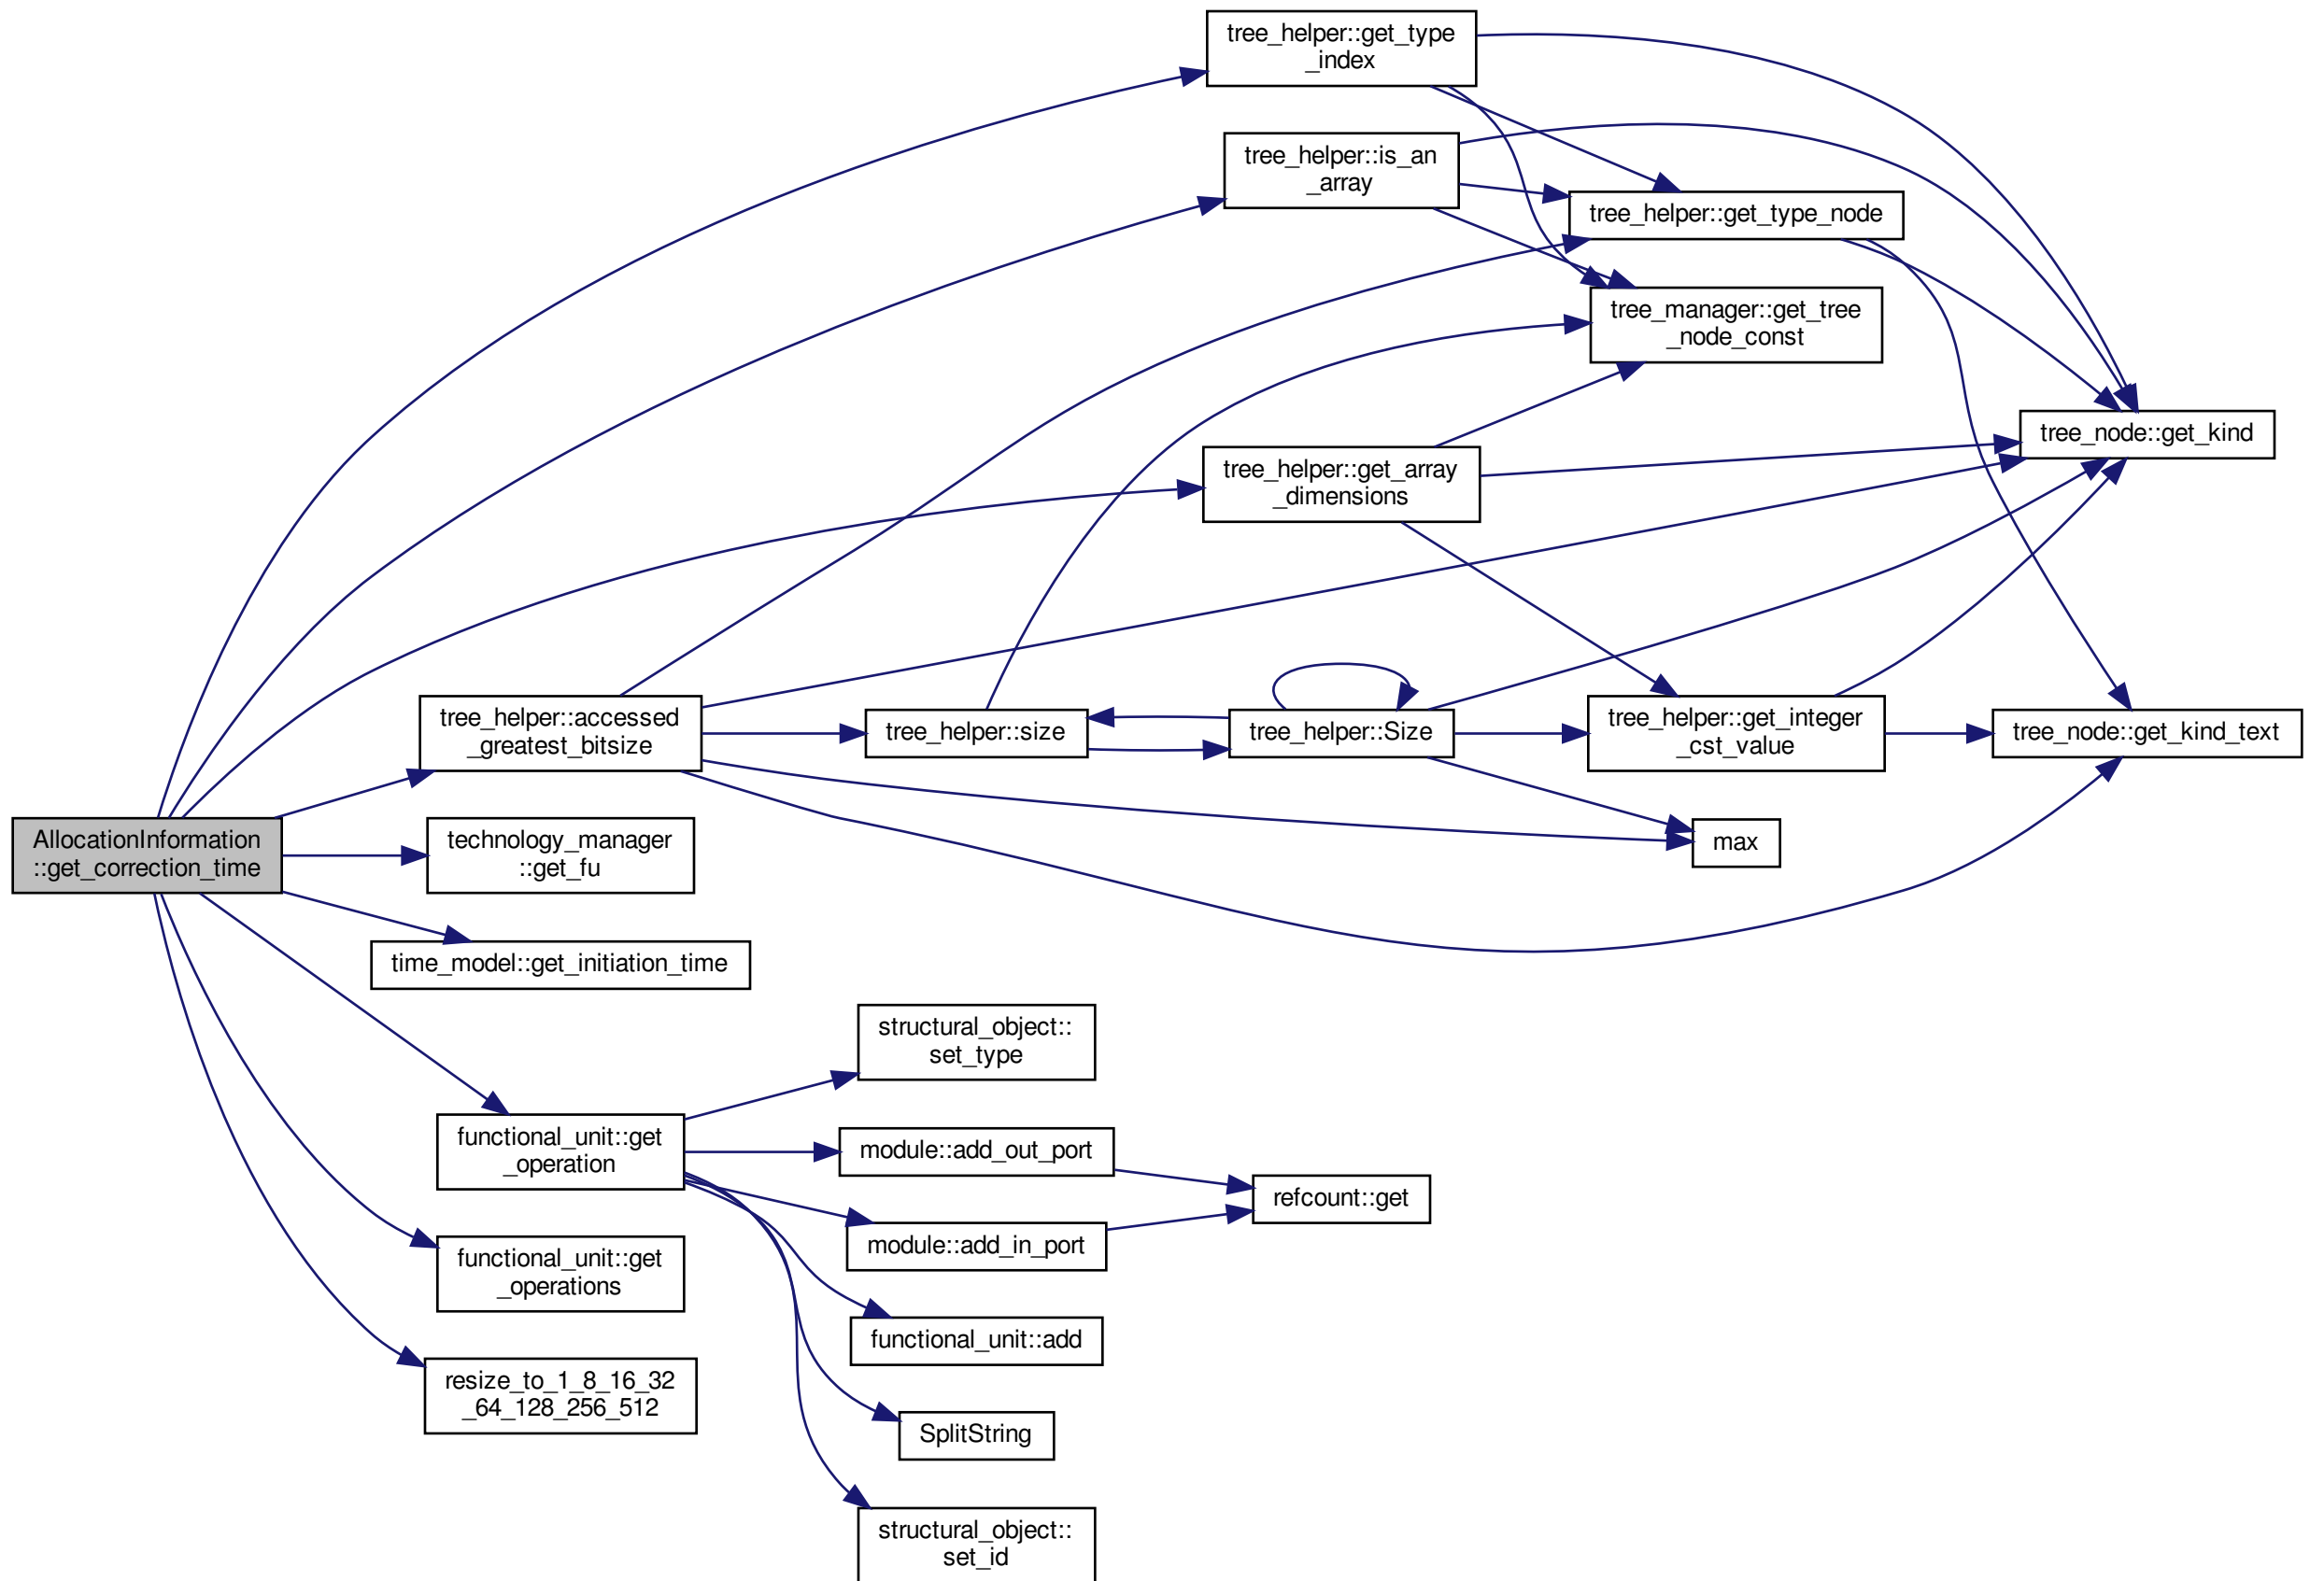 tree_helper::get_type
_index
tree_helper::is_an
_array
tree_helper::get_type_node
tree_manager::get_tree
_node_const
tree_node::get_kind
tree_helper::get_array
_dimensions
tree_helper::accessed
_greatest_bitsize
tree_helper::size
tree_helper::Size
tree_helper::get_integer
_cst_value
tree_node::get_kind_text
max
AllocationInformation
::get_correction_time
technology_manager
::get_fu
time_model::get_initiation_time
structural_object::
set_type
functional_unit::get
_operation
module::add_out_port
refcount::get
module::add_in_port
functional_unit::get
_operations
functional_unit::add
resize_to_1_8_16_32
_64_128_256_512
SplitString
structural_object::
set_id